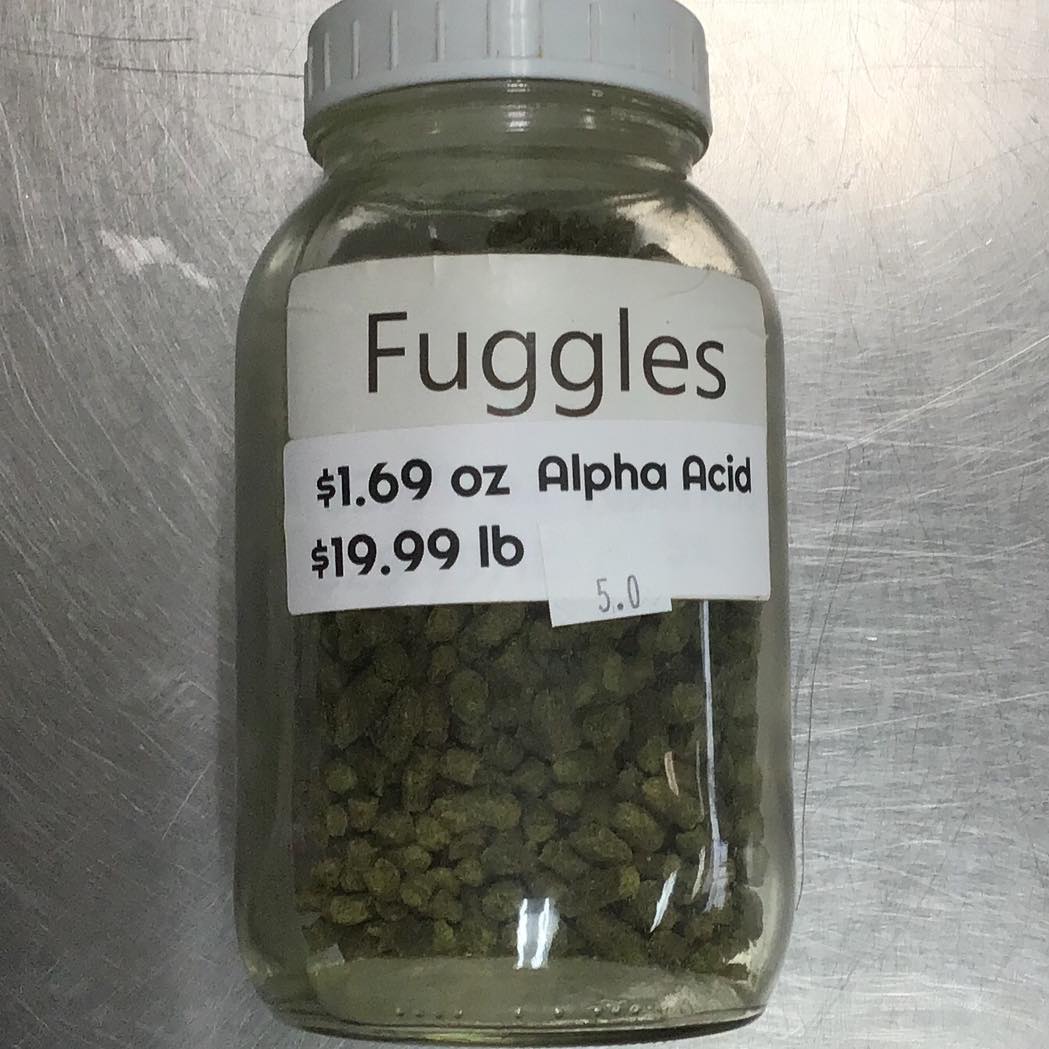 Fuggles
$1.69 oz Alpha Acid
$19.99 lb
5.0